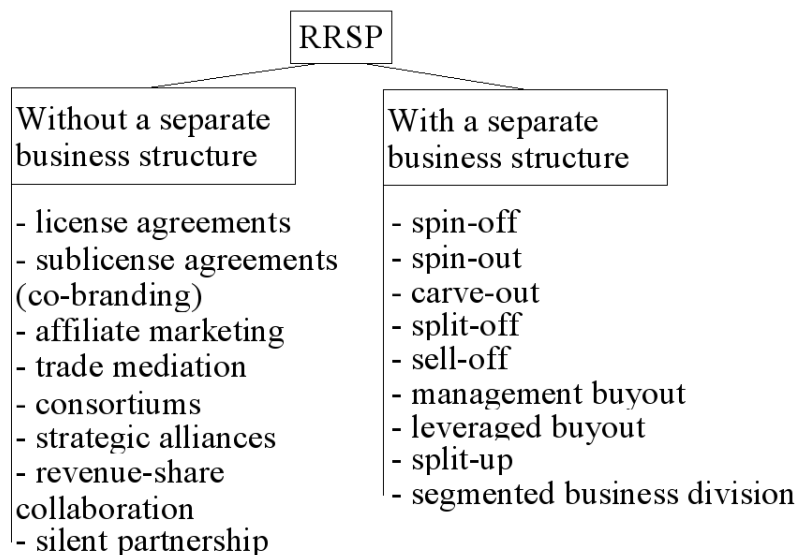 RRSP
Without a separate
business structure
- license agreements
- sublicense agreements
(co-branding)
- affiliate marketing
- trade mediation
- consortiums
- strategic alliances
- revenue-share
collaboration
- silent partnership
With a separate
business structure
- spin-off
- spin-out
- carve-out
- split-off
- sell-off
- management buyout
- leveraged buyout
- split-up
- segmented business division